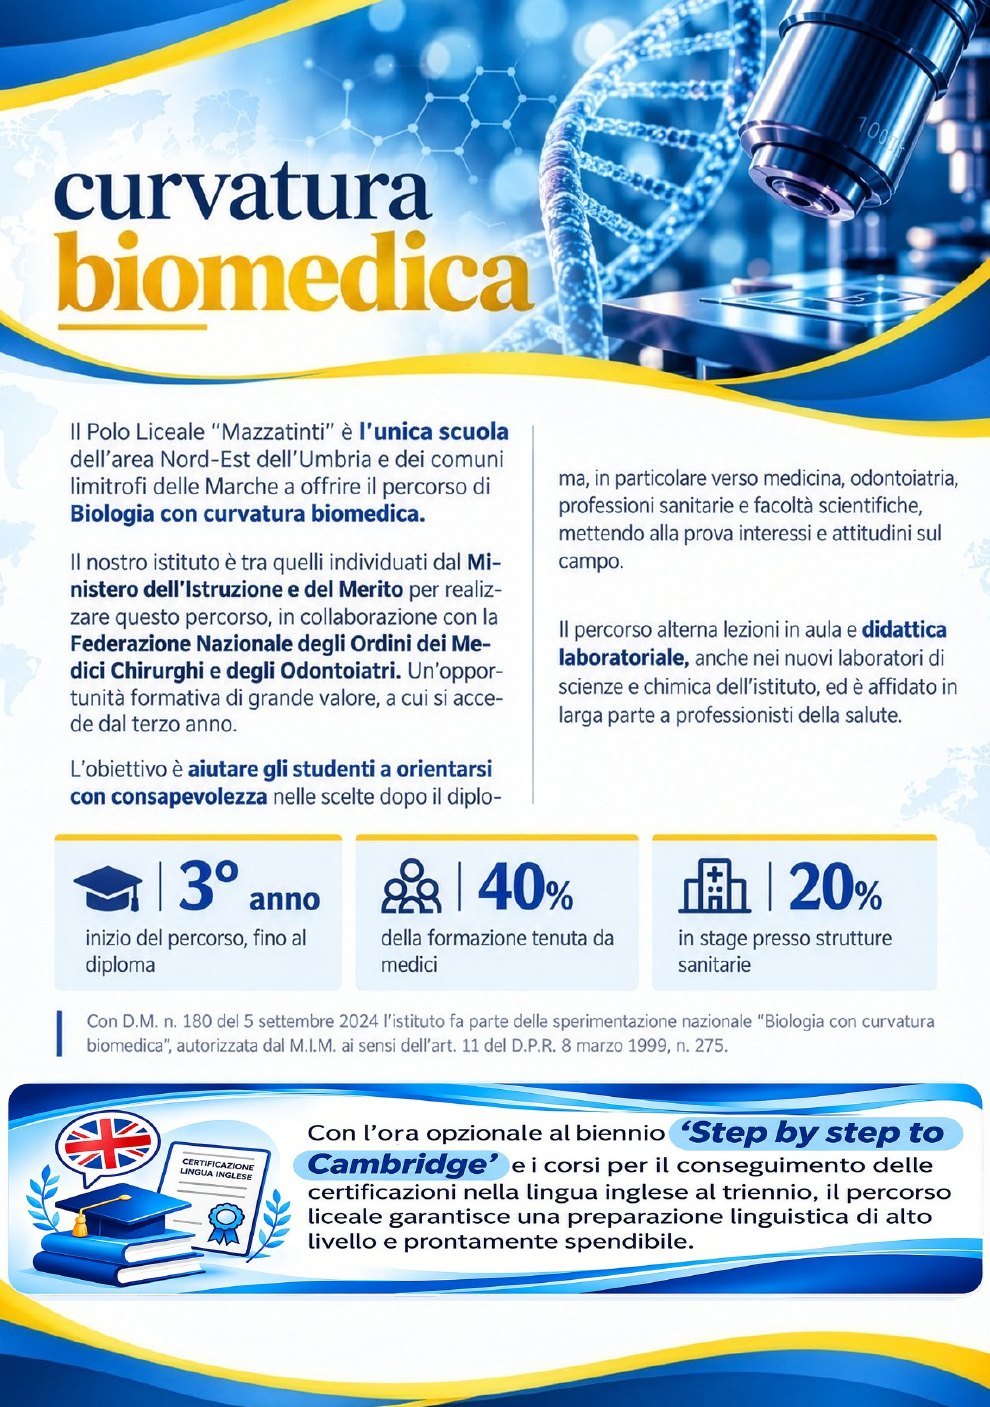 curvatura
biomedica
Il Polo Liceale “Mazzatinti” è l’unica scuola
dell’area Nord-Est dell’Umbria e dei comuni
limitrofi delle Marche a offrire il percorso di
Biologia con curvatura biomedica.
Il nostro istituto è tra quelli individuati dal Mi-
nistero dell’Istruzione e del Merito per realiz-
zare questo percorso, in collaborazione con la
Federazione Nazionale degli Ordini dei Me-
dici Chirurghi e degli Odontoiatri. Un’oppor-
tunità formativa di grande valore, a cui si acce-
de dal terzo anno.
L’obiettivo è aiutare gli studenti a orientarsi
con consapevolezza nelle scelte dopo il diplo-
ma, in particolare verso medicina, odontoiatria,
professioni sanitarie e facoltà scientifiche,
mettendo alla prova interessi e attitudini sul
campo.
Il percorso alterna lezioni in aula e didattica
laboratoriale, anche nei nuovi laboratori di
scienze e chimica dell’istituto, ed è affidato in
larga parte a professionisti della salute.
3° anno
inizio del percorso, fino al
diploma
40%
della formazione tenuta da
medici
20%
in stage presso strutture
sanitarie
Con D.M. n. 180 del 5 settembre 2024 l’istituto fa parte della sperimentazione nazionale “Biologia con curvatura
biomedica”, autorizzata dal M.I.M. ai sensi dell’art. 11 del D.P.R. 8 marzo 1999, n. 275.
CERTIFICAZIONE
LINGUA INGLESE
Con l’ora opzionale al biennio ‘Step by step to
Cambridge’ e i corsi per il conseguimento delle
certificazioni nella lingua inglese al triennio, il percorso
liceale garantisce una preparazione linguistica di alto
livello e prontamente spendibile.